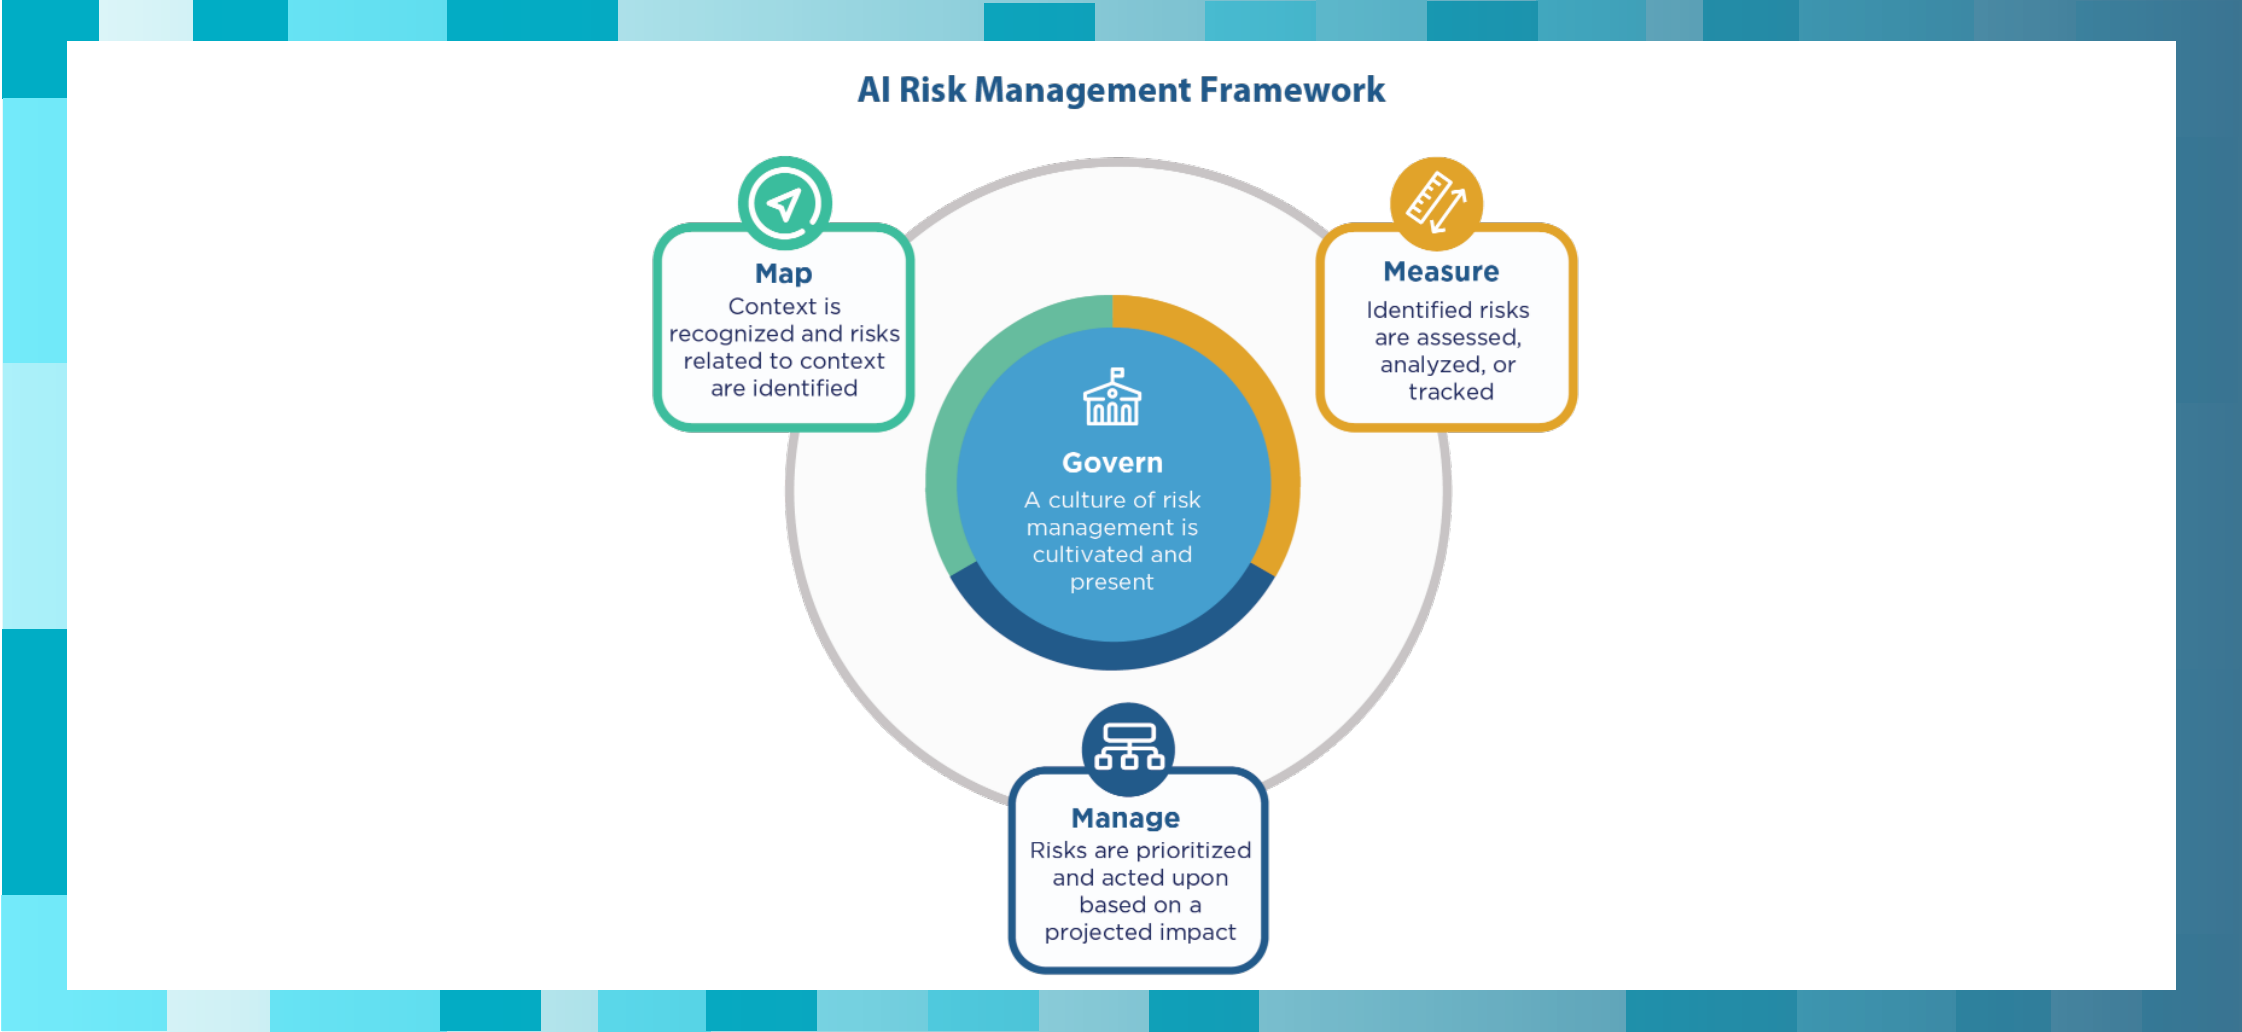 AI Risk Management Framework
Map
Context is
recognized and risks
related to context
are identified
Measure
Identified risks
are assessed,
analyzed, or
tracked
Govern
A culture of risk
management is
cultivated and
present
Manage
Risks are prioritized
and acted upon
based on a
projected impact